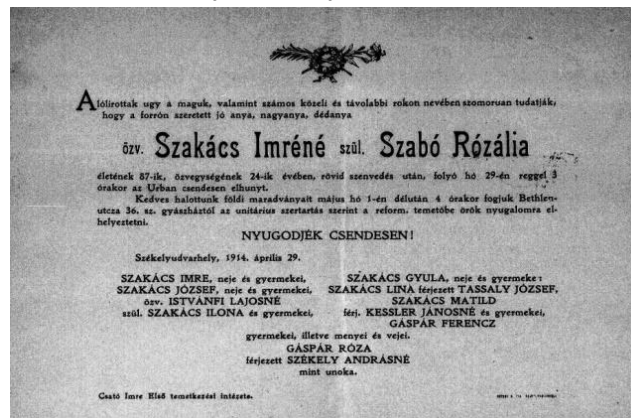 Alólirottak ugy a maguk, valamint számos közeli és távolabbi rokon nevében szomoruan tudatják,
hogy a forrón szeretett jó anya, nagyanya, dédanya
özv. Szakács Imréné szül. Szabó Rózália
életének 87-ik, özvegységének 24-ik évében, rövid szenvedés után, folyó hó 29-én reggel 3
órakor az Urban csendesen elhunyt.
Kedves halottunk földi maradványait május hó 1-én délután 4 órakor fogjuk Bethlen-
utcza 36. sz. gyászháztól az unitárius szertartás szerint a reform. temetőbe örök nyugalomra el-
helyeztetni.
NYUGODJÉK CSENDESEN!
Székelyudvarhely, 1914. április 29.
SZAKÁCS IMRE, neje és gyermekei, SZAKÁCS GYULA, neje és gyermekei
SZAKÁCS JÓZSEF, neje és gyermekei, SZAKÁCS LINA férjezett TASSALY JÓZSEF,
özv. ISTVÁNFI LAJOSNÉ SZAKÁCS MATILD
szül. SZAKÁCS ILONA és gyermekei, férj. KESSLER JÁNOSNÉ és gyermekei,
GÁSPÁR FERENCZ
gyermekei, illetve menyei és vejei.
GÁSPÁR RÓZA
férjezett SZÉKELY ANDRÁSNÉ
mint unoka.
Csató Imre Első temetkezési intézete.